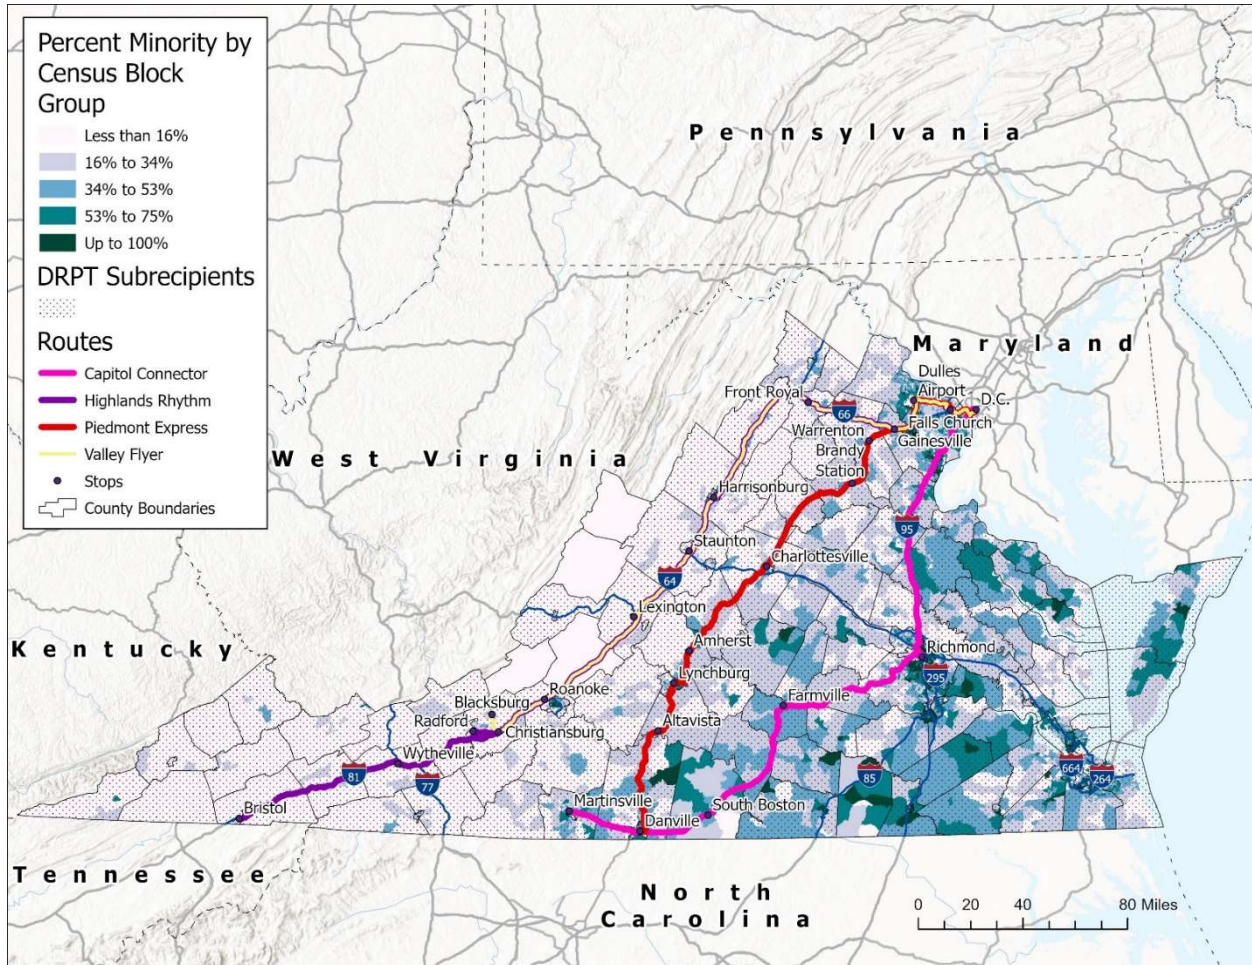 Percent Minority by
Census Block
Group
Less than 16%
16% to 34%
34% to 53%
53% to 75%
Up to 100%
DRPT Subrecipients
Routes
Capitol Connector
Highlands Rhythm
Piedmont Express
Valley Flyer
Stops
County Boundaries
Pennsylvania
Maryland
West Virginia
Kentucky
Tennessee
North
Carolina
Dulles
Airport
D.C.
Front Royal
66
Falls Church
Warrenton
Gainesville
Brandy
Station
Harrisonburg
95
Staunton
Charlottesville
64
Lexington
Amherst
Richmond
295
Lynchburg
Roanoke
Blacksburg
Farmville
Radford
Christiansburg
Altavista
Wytheville
81
77
85
664
264
Bristol
Martinsville
South Boston
Danville
0 20 40 80 Miles